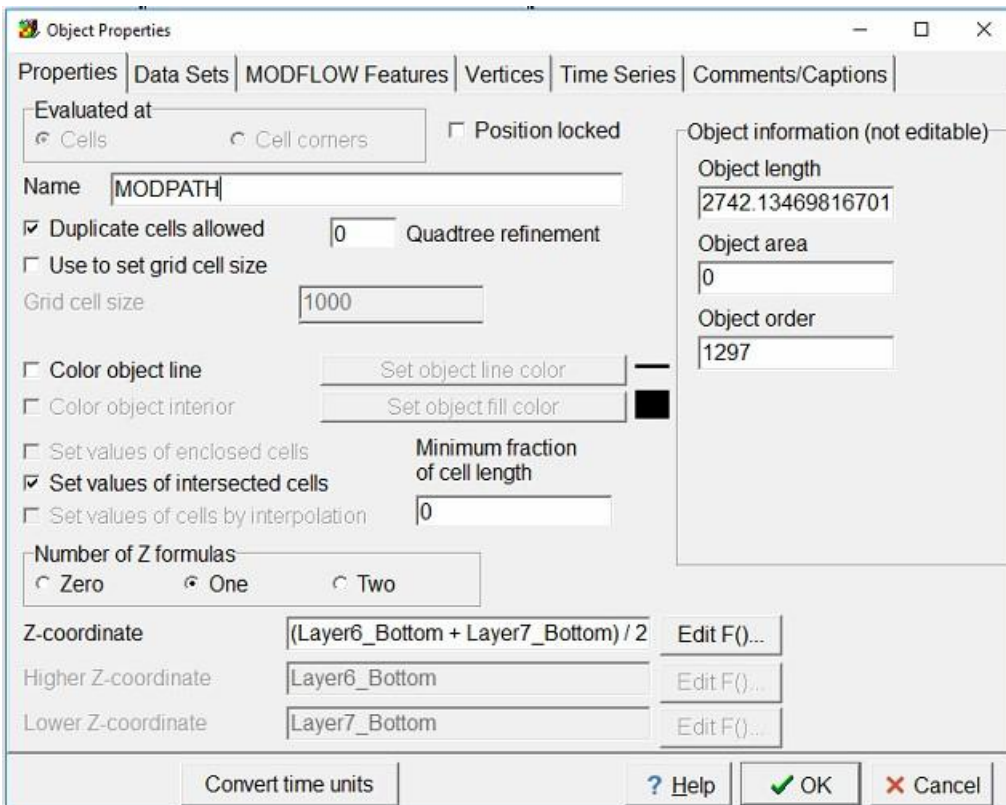 Object Properties
Properties Data Sets MODFLOW Features Vertices Time Series Comments/Captions
Evaluated at
Cells Cell corners
Position locked
Name MODPATH
Duplicate cells allowed 0 Quadtree refinement
Use to set grid cell size
Grid cell size 1000
Color object line Set object line color
Color object interior Set object fill color
Set values of enclosed cells
Set values of intersected cells
Set values of cells by interpolation
Minimum fraction
of cell length
0
Number of Z formulas
Zero One Two
Z-coordinate (Layer6_Bottom + Layer7_Bottom) / 2 Edit F()...
Higher Z-coordinate Layer6_Bottom Edit F()...
Lower Z-coordinate Layer7_Bottom Edit F()...
Object information (not editable)
Object length
2742.13469816701
Object area
0
Object order
1297
Convert time units ? Help OK Cancel